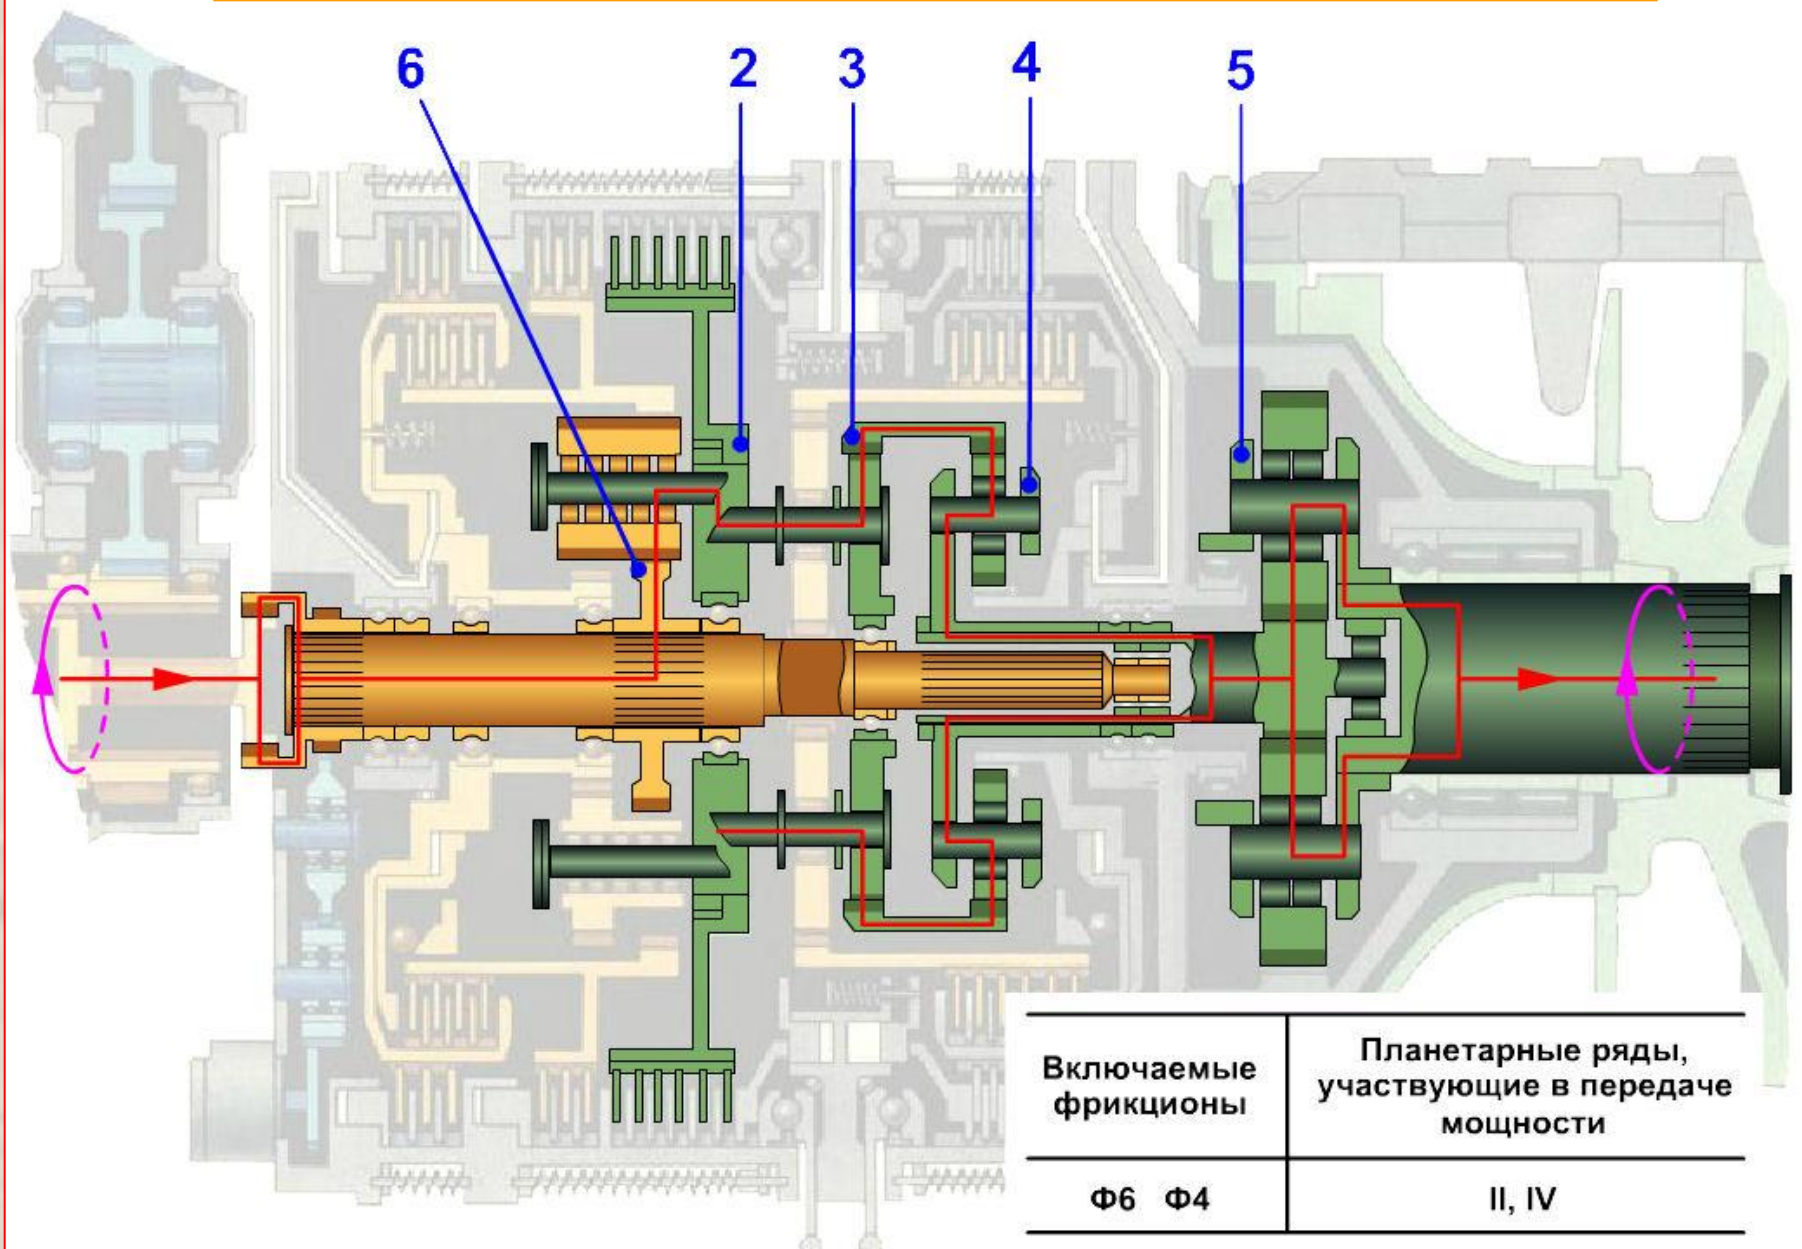 6 2 3 4 5
Включаемые
фрикционы
Планетарные ряды,
участвующие в передаче
мощности
Ф6 Ф4
II, IV